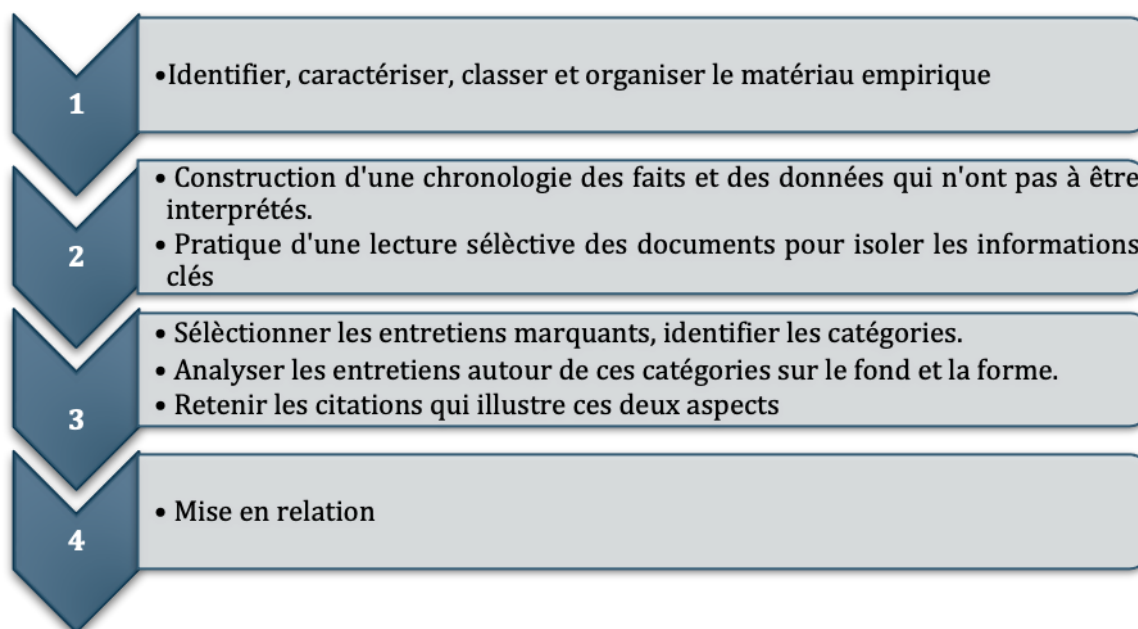 1
•Identifier, caractériser, classer et organiser le matériau empirique
2
• Construction d'une chronologie des faits et des données qui n'ont pas à être
interprétés.
• Pratique d'une lecture sélèctive des documents pour isoler les informations
clés
3
• Sélèctionner les entretiens marquants, identifier les catégories.
• Analyser les entretiens autour de ces catégories sur le fond et la forme.
• Retenir les citations qui illustre ces deux aspects
4
• Mise en relation